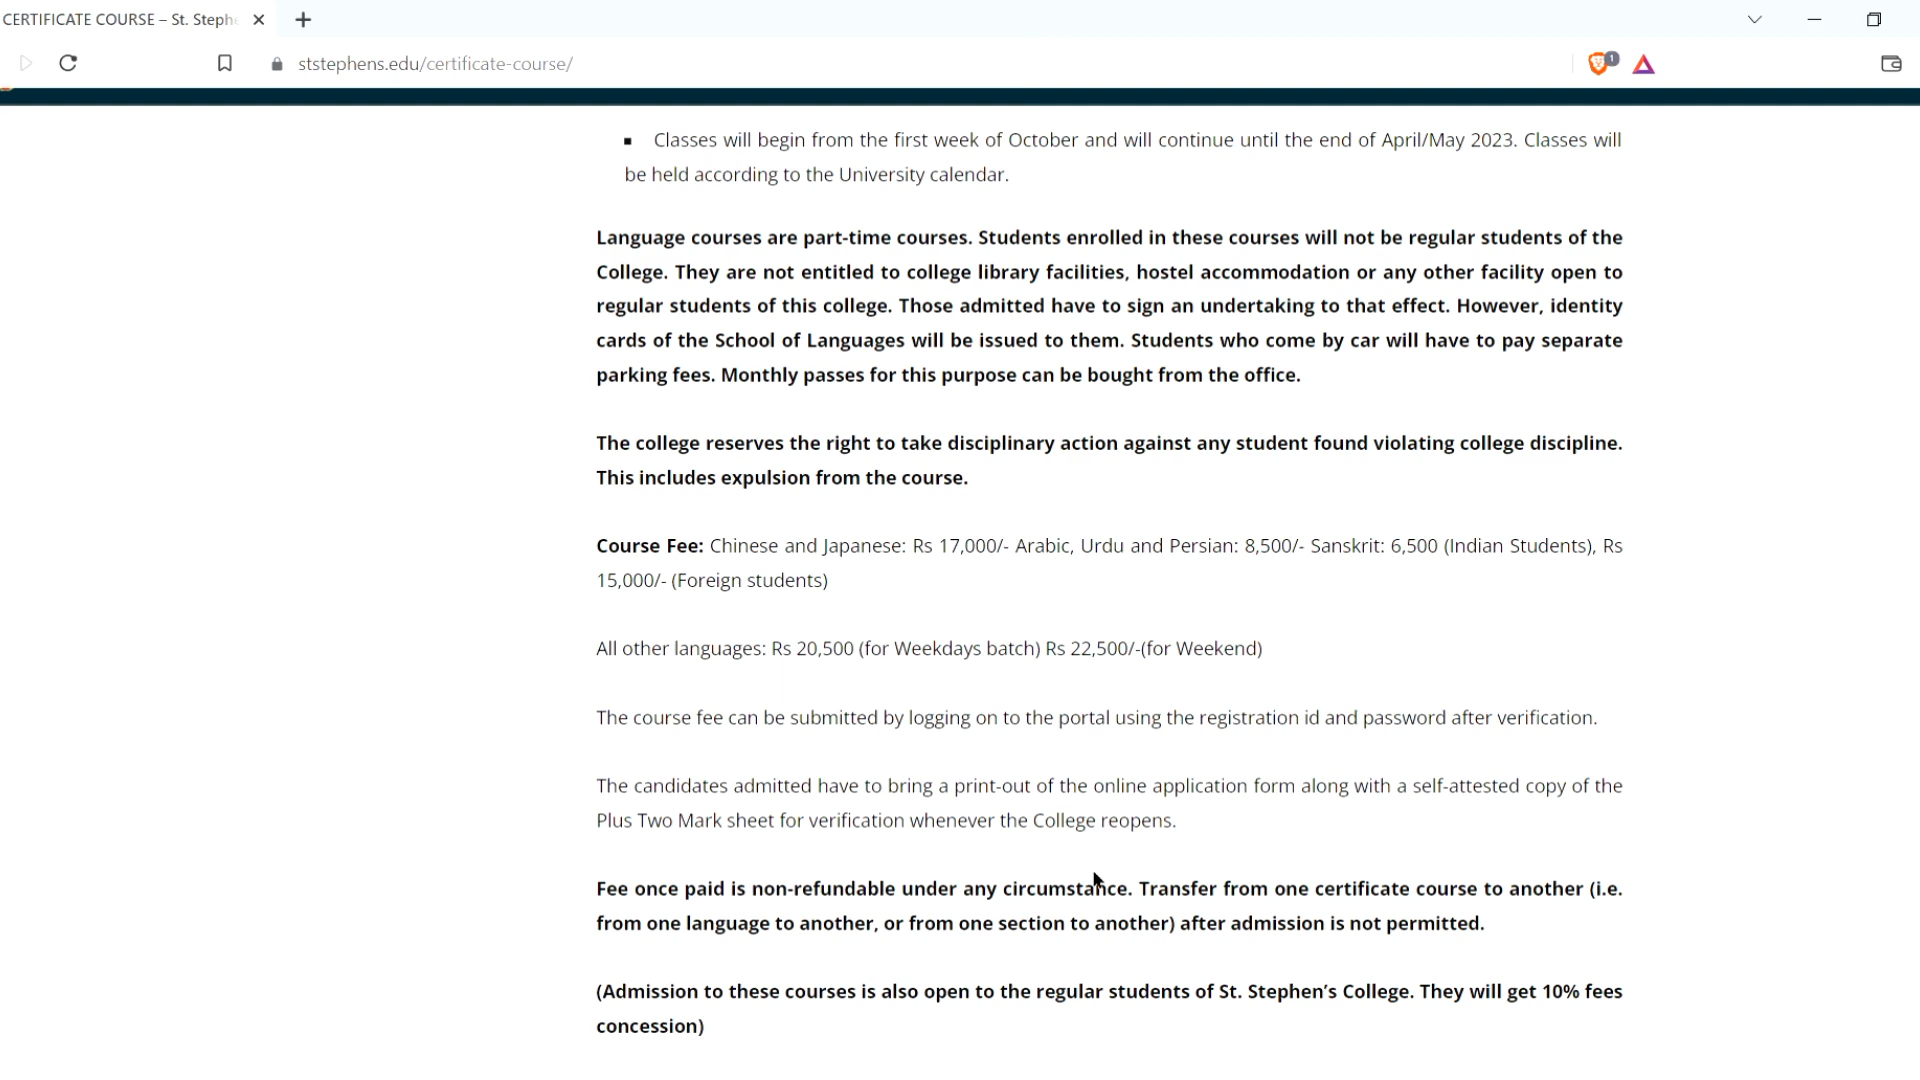 CERTIFICATE COURSE – St. Steph
ststephens.edu/certificate-course/
1
▪ Classes will begin from the first week of October and will continue until the end of April/May 2023. Classes will
be held according to the University calendar.
Language courses are part-time courses. Students enrolled in these courses will not be regular students of the
College. They are not entitled to college library facilities, hostel accommodation or any other facility open to
regular students of this college. Those admitted have to sign an undertaking to that effect. However, identity
cards of the School of Languages will be issued to them. Students who come by car will have to pay separate
parking fees. Monthly passes for this purpose can be bought from the office.
The college reserves the right to take disciplinary action against any student found violating college discipline.
This includes expulsion from the course.
Course Fee: Chinese and Japanese: Rs 17,000/- Arabic, Urdu and Persian: 8,500/- Sanskrit: 6,500 (Indian Students), Rs
15,000/- (Foreign students)
All other languages: Rs 20,500 (for Weekdays batch) Rs 22,500/-(for Weekend)
The course fee can be submitted by logging on to the portal using the registration id and password after verification.
The candidates admitted have to bring a print-out of the online application form along with a self-attested copy of the
Plus Two Mark sheet for verification whenever the College reopens.
Fee once paid is non-refundable under any circumstance. Transfer from one certificate course to another (i.e.
from one language to another, or from one section to another) after admission is not permitted.
(Admission to these courses is also open to the regular students of St. Stephen’s College. They will get 10% fees
concession)